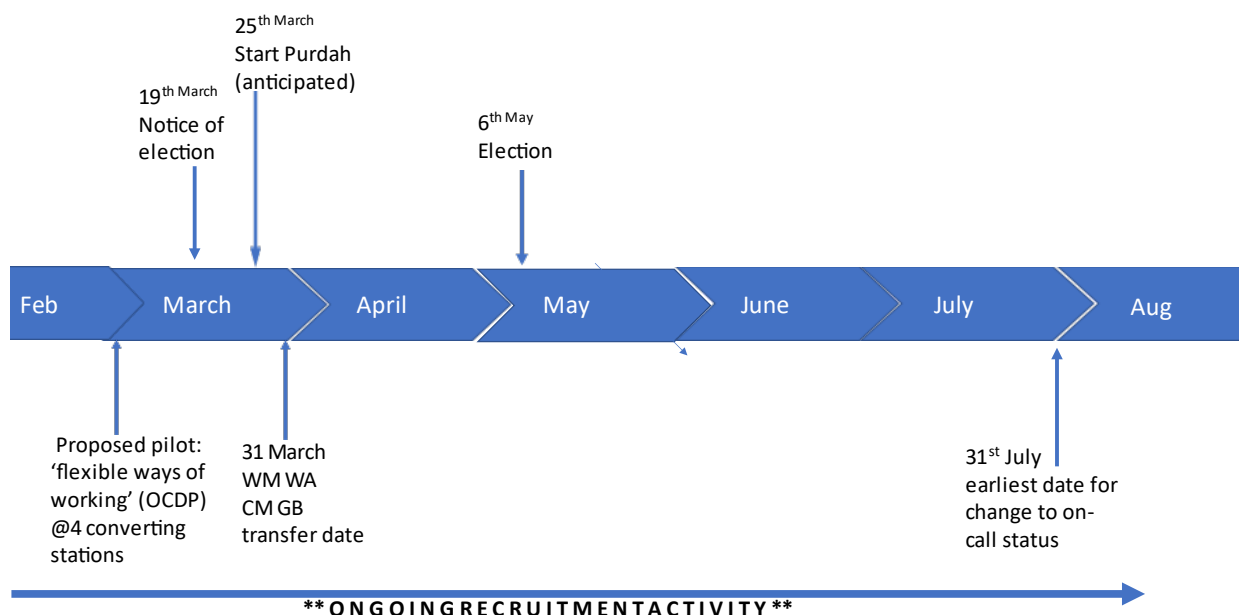 25th March
Start Purdah
(anticipated)
19th March
Notice of
election
6th May
Election
Feb
March
April
May
June
July
Aug
Proposed pilot:
‘flexible ways of
working’ (OCDP)
@4 converting
stations
31 March
WM WA
CM GB
transfer date
31st July
earliest date for
change to on-
call status
**ONGOINGRECRUITMENTACTIVITY**